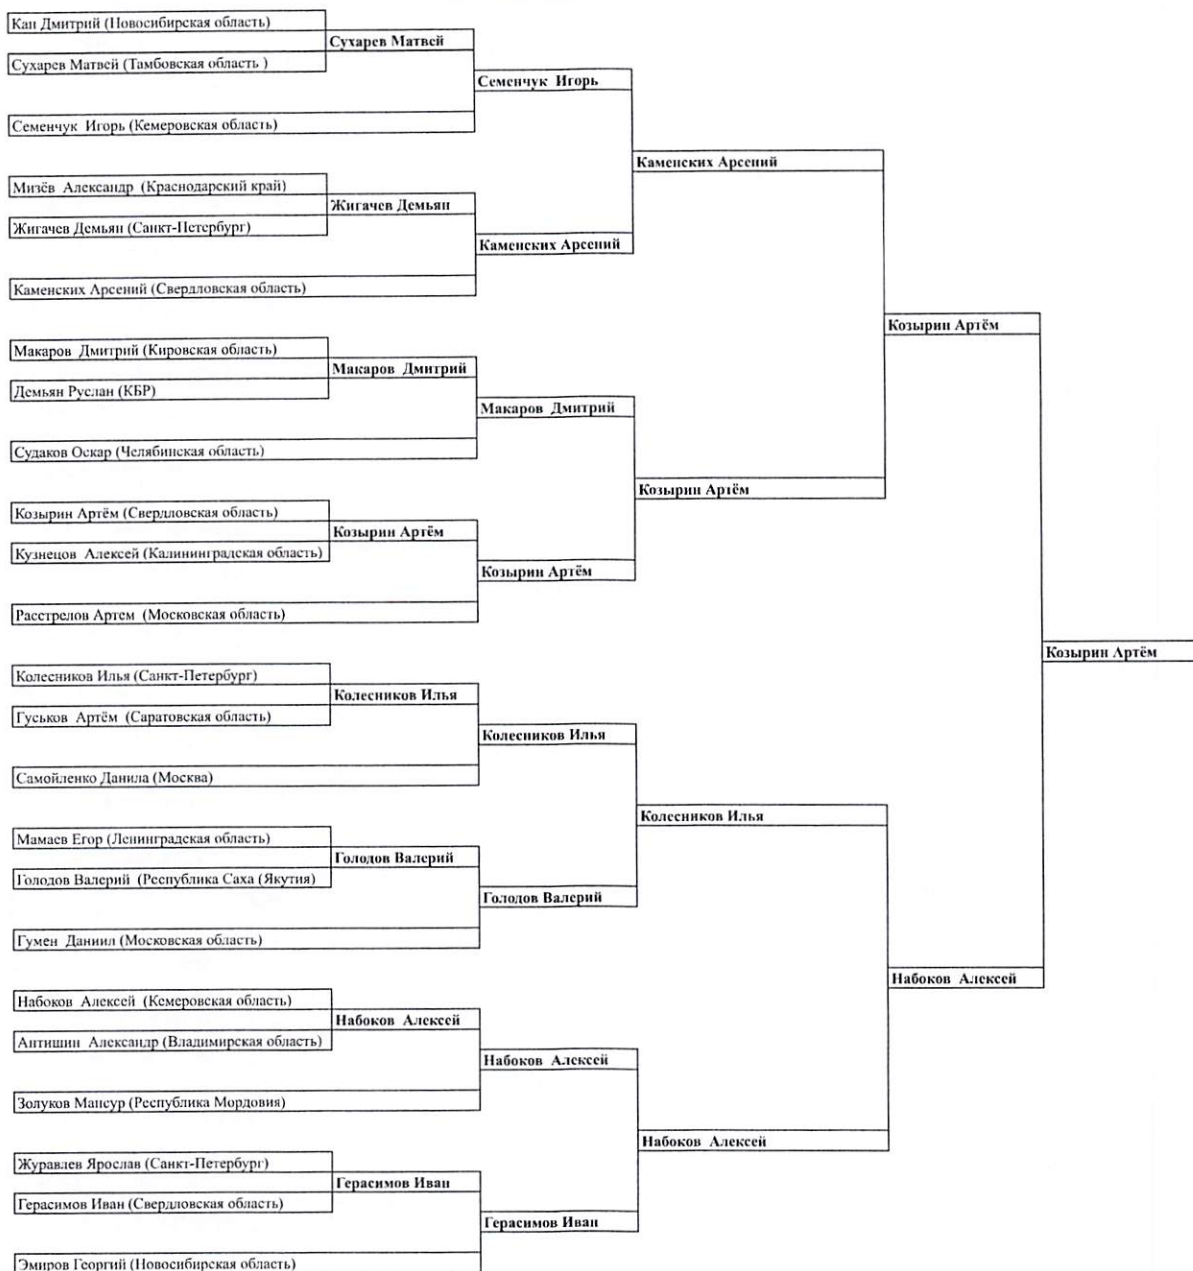 Кан Дмитрий (Новосибирская область)
Сухарев Матвей
Сухарев Матвей (Тамбовская область )
Семенчук Игорь
Семенчук Игорь (Кемеровская область)
Каменских Арсений
Мизёв Александр (Краснодарский край)
Жигачев Демьян
Жигачев Демьян (Санкт-Петербург)
Каменских Арсений
Каменских Арсений (Свердловская область)
Козырин Артём
Макаров Дмитрий (Кировская область)
Макаров Дмитрий
Демьян Руслан (КБР)
Макаров Дмитрий
Судаков Оскар (Челябинская область)
Козырин Артём
Козырин Артём (Свердловская область)
Козырин Артём
Кузнецов Алексей (Калининградская область)
Козырин Артём
Расстрелов Артем (Московская область)
Козырин Артём
Колесников Илья (Санкт-Петербург)
Колесников Илья
Гуськов Артём (Саратовская область)
Колесников Илья
Самойленко Данила (Москва)
Колесников Илья
Мамаев Егор (Ленинградская область)
Голодов Валерий
Голодов Валерий (Республика Саха (Якутия)
Голодов Валерий
Гумен Даниил (Московская область)
Набоков Алексей
Набоков Алексей (Кемеровская область)
Набоков Алексей
Антишин Александр (Владимирская область)
Набоков Алексей
Золуков Мансур (Республика Мордовия)
Набоков Алексей
Журавлев Ярослав (Санкт-Петербург)
Герасимов Иван
Герасимов Иван (Свердловская область)
Герасимов Иван
Эмиров Георгий (Новосибирская область)